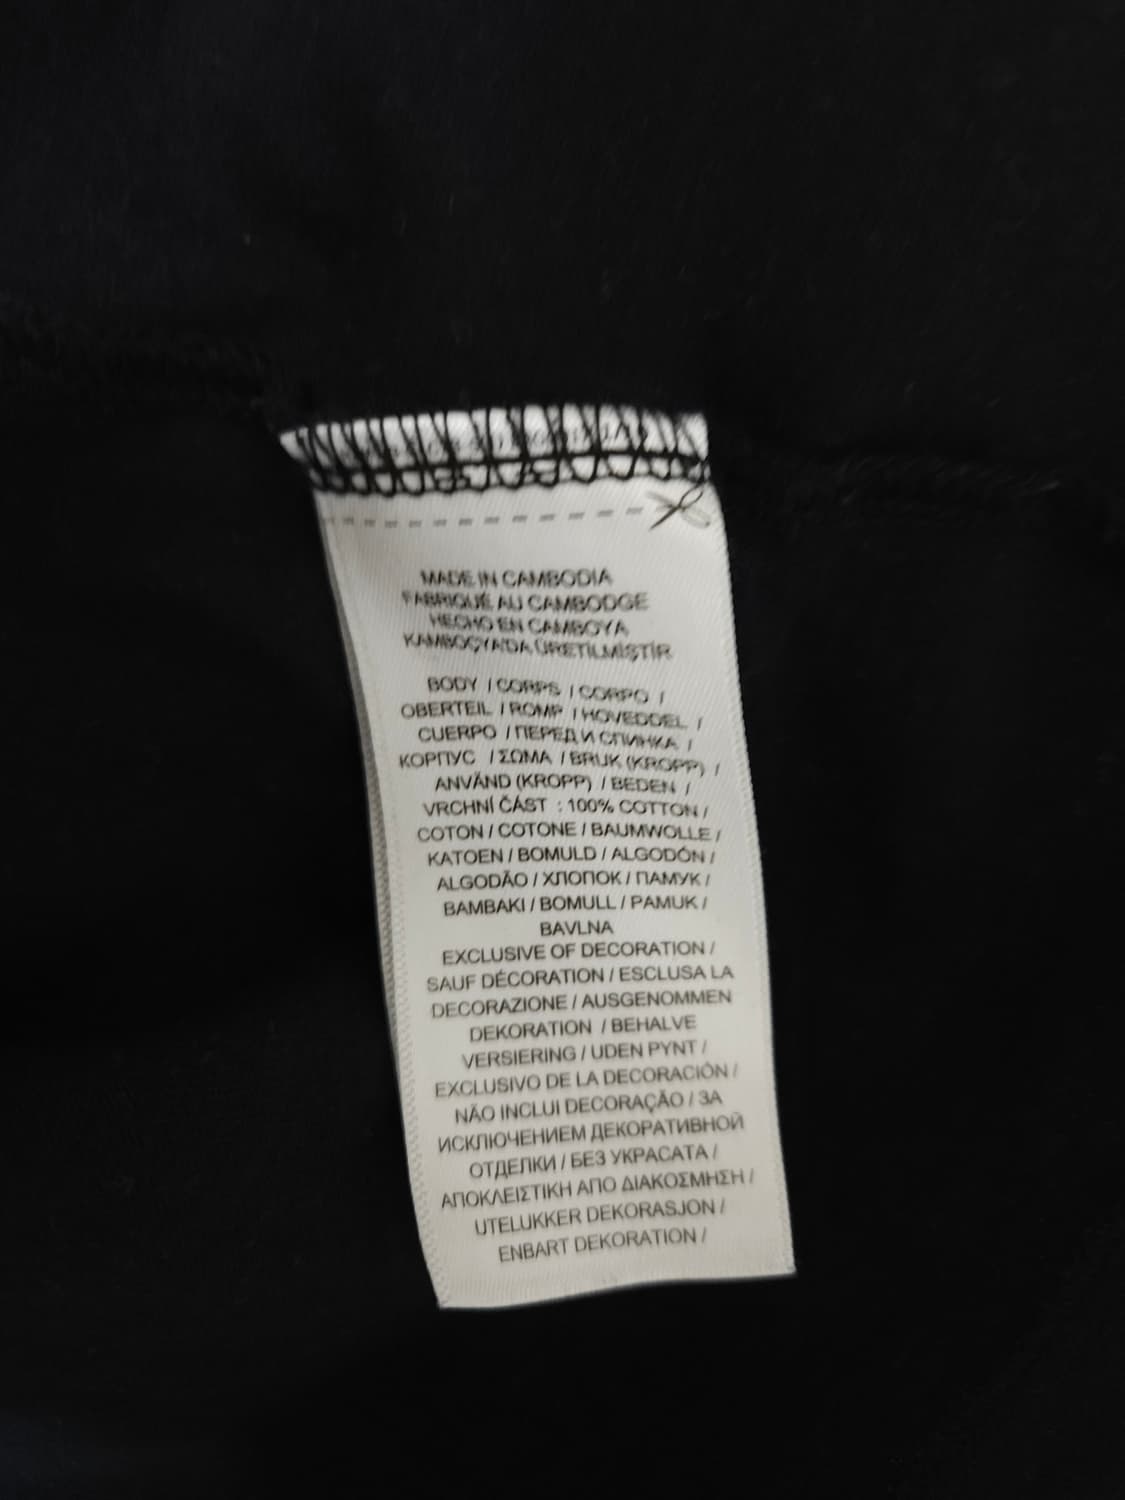 MADE IN CAMBODIA
FABRIQUÉ AU CAMBODGE
HECHO EN CAMBOYA
KAMBOÇYA'DA ÜRETİLMİŞTİR
BODY / CORPS / CORPO /
OBERTEIL / ROMP / HOVEDDEL /
CUERPO / ПЕРЕД И СПИНКА /
КОРПУС / ΣΩΜΑ / BRUK (KROPP) /
ANVÄND (KROPP) / BEDEN /
VRCHNÍ ČÁST : 100% COTTON /
COTON / COTONE / BAUMWOLLE /
KATOEN / BOMULD / ALGODÓN /
ALGODÃO / ХЛОПОК / ПАМУК /
BAMBAKI / BOMULL / PAMUK /
BAVLNA
EXCLUSIVE OF DECORATION /
SAUF DÉCORATION / ESCLUSA LA
DECORAZIONE / AUSGENOMMEN
DEKORATION / BEHALVE
VERSIERING / UDEN PYNT /
EXCLUSIVO DE LA DECORACIÓN /
NÃO INCLUI DECORAÇÃO / ЗА
ИСКЛЮЧЕНИЕМ ДЕКОРАТИВНОЙ
ОТДЕЛКИ / БЕЗ УКРАСАТА /
ΑΠΟΚΛΕΙΣΤΙΚΗ ΑΠΟ ΔΙΑΚΟΣΜΗΣΗ /
UTELUKKER DEKORASJON /
ENBART DEKORATION /